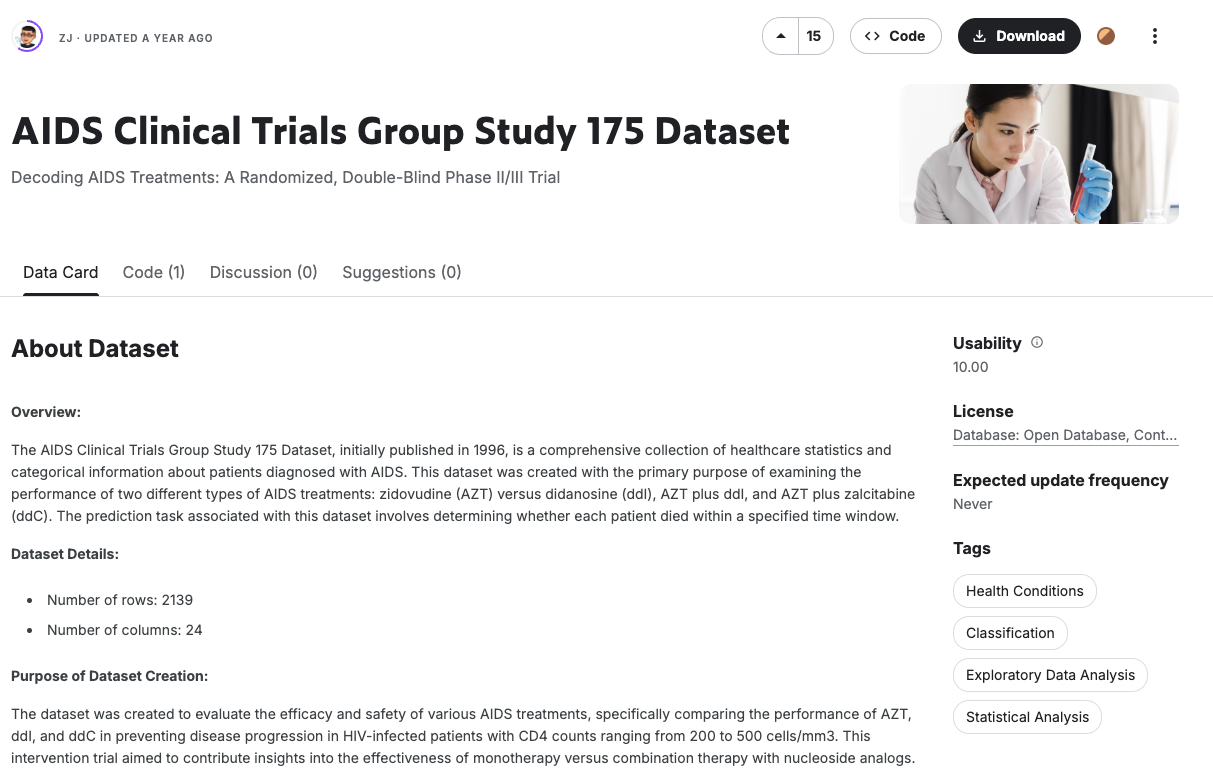 ZJ · UPDATED A YEAR AGO
15
Code
Download
AIDS Clinical Trials Group Study 175 Dataset
Decoding AIDS Treatments: A Randomized, Double-Blind Phase II/III Trial
Data Card
Code (1)
Discussion (0)
Suggestions (0)
About Dataset
Overview:
The AIDS Clinical Trials Group Study 175 Dataset, initially published in 1996, is a comprehensive collection of healthcare statistics and
categorical information about patients diagnosed with AIDS. This dataset was created with the primary purpose of examining the
performance of two different types of AIDS treatments: zidovudine (AZT) versus didanosine (ddI), AZT plus ddI, and AZT plus zalcitabine
(ddC). The prediction task associated with this dataset involves determining whether each patient died within a specified time window.
Dataset Details:
• Number of rows: 2139
• Number of columns: 24
Purpose of Dataset Creation:
The dataset was created to evaluate the efficacy and safety of various AIDS treatments, specifically comparing the performance of AZT,
ddI, and ddC in preventing disease progression in HIV-infected patients with CD4 counts ranging from 200 to 500 cells/mm3. This
intervention trial aimed to contribute insights into the effectiveness of monotherapy versus combination therapy with nucleoside analogs.
Usability
10.00
License
Database: Open Database, Cont...
Expected update frequency
Never
Tags
Health Conditions
Classification
Exploratory Data Analysis
Statistical Analysis